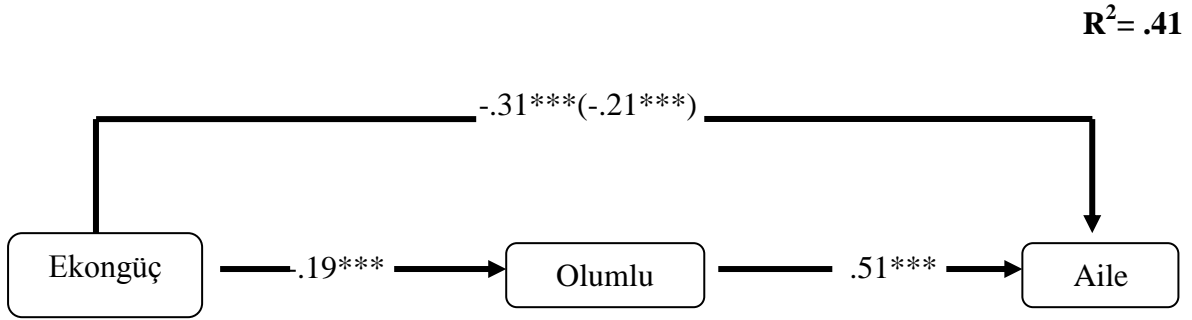 R²= .41
-.31***(-.21***)
Ekongüç
-.19***
Olumlu
.51***
Aile